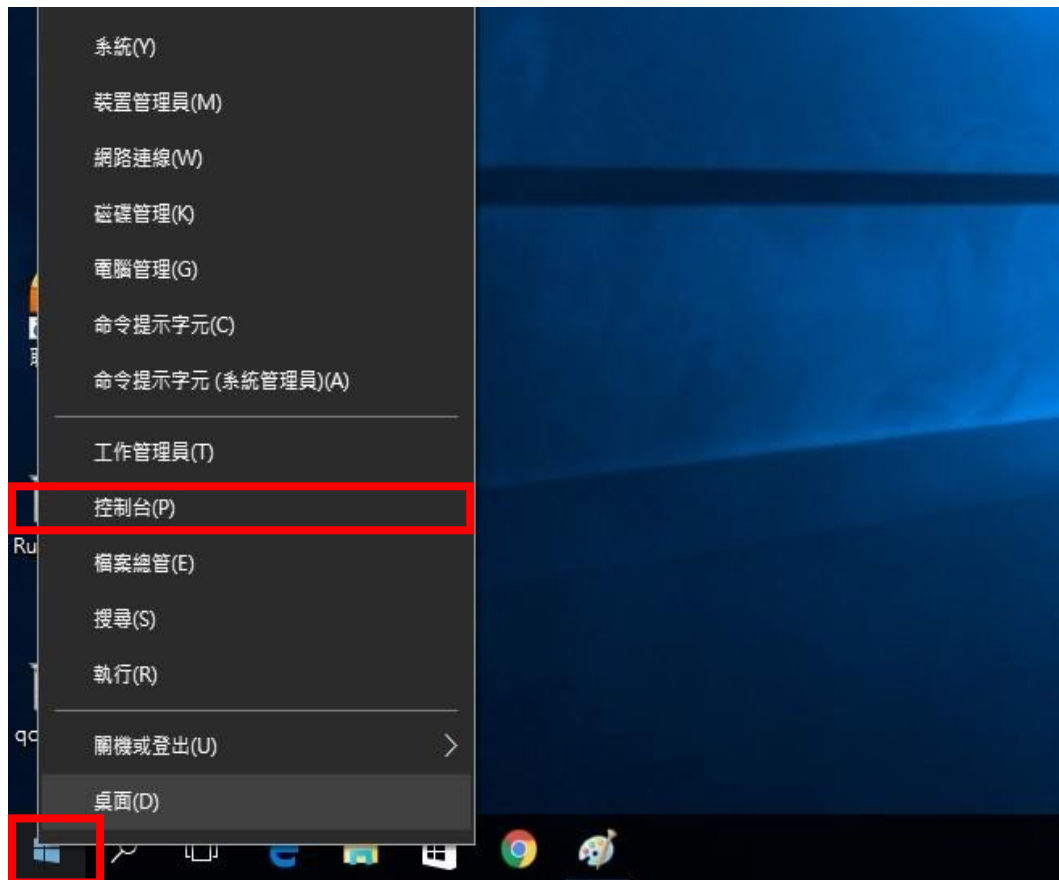 系統(Y)
裝置管理員(M)
網路連線(W)
磁碟管理(K)
電腦管理(G)
命令提示字元(C)
命令提示字元 (系統管理員)(A)
工作管理員(T)
控制台(P)
Ru
檔案總管(E)
搜尋(S)
執行(R)
qc
關機或登出(U)
桌面(D)